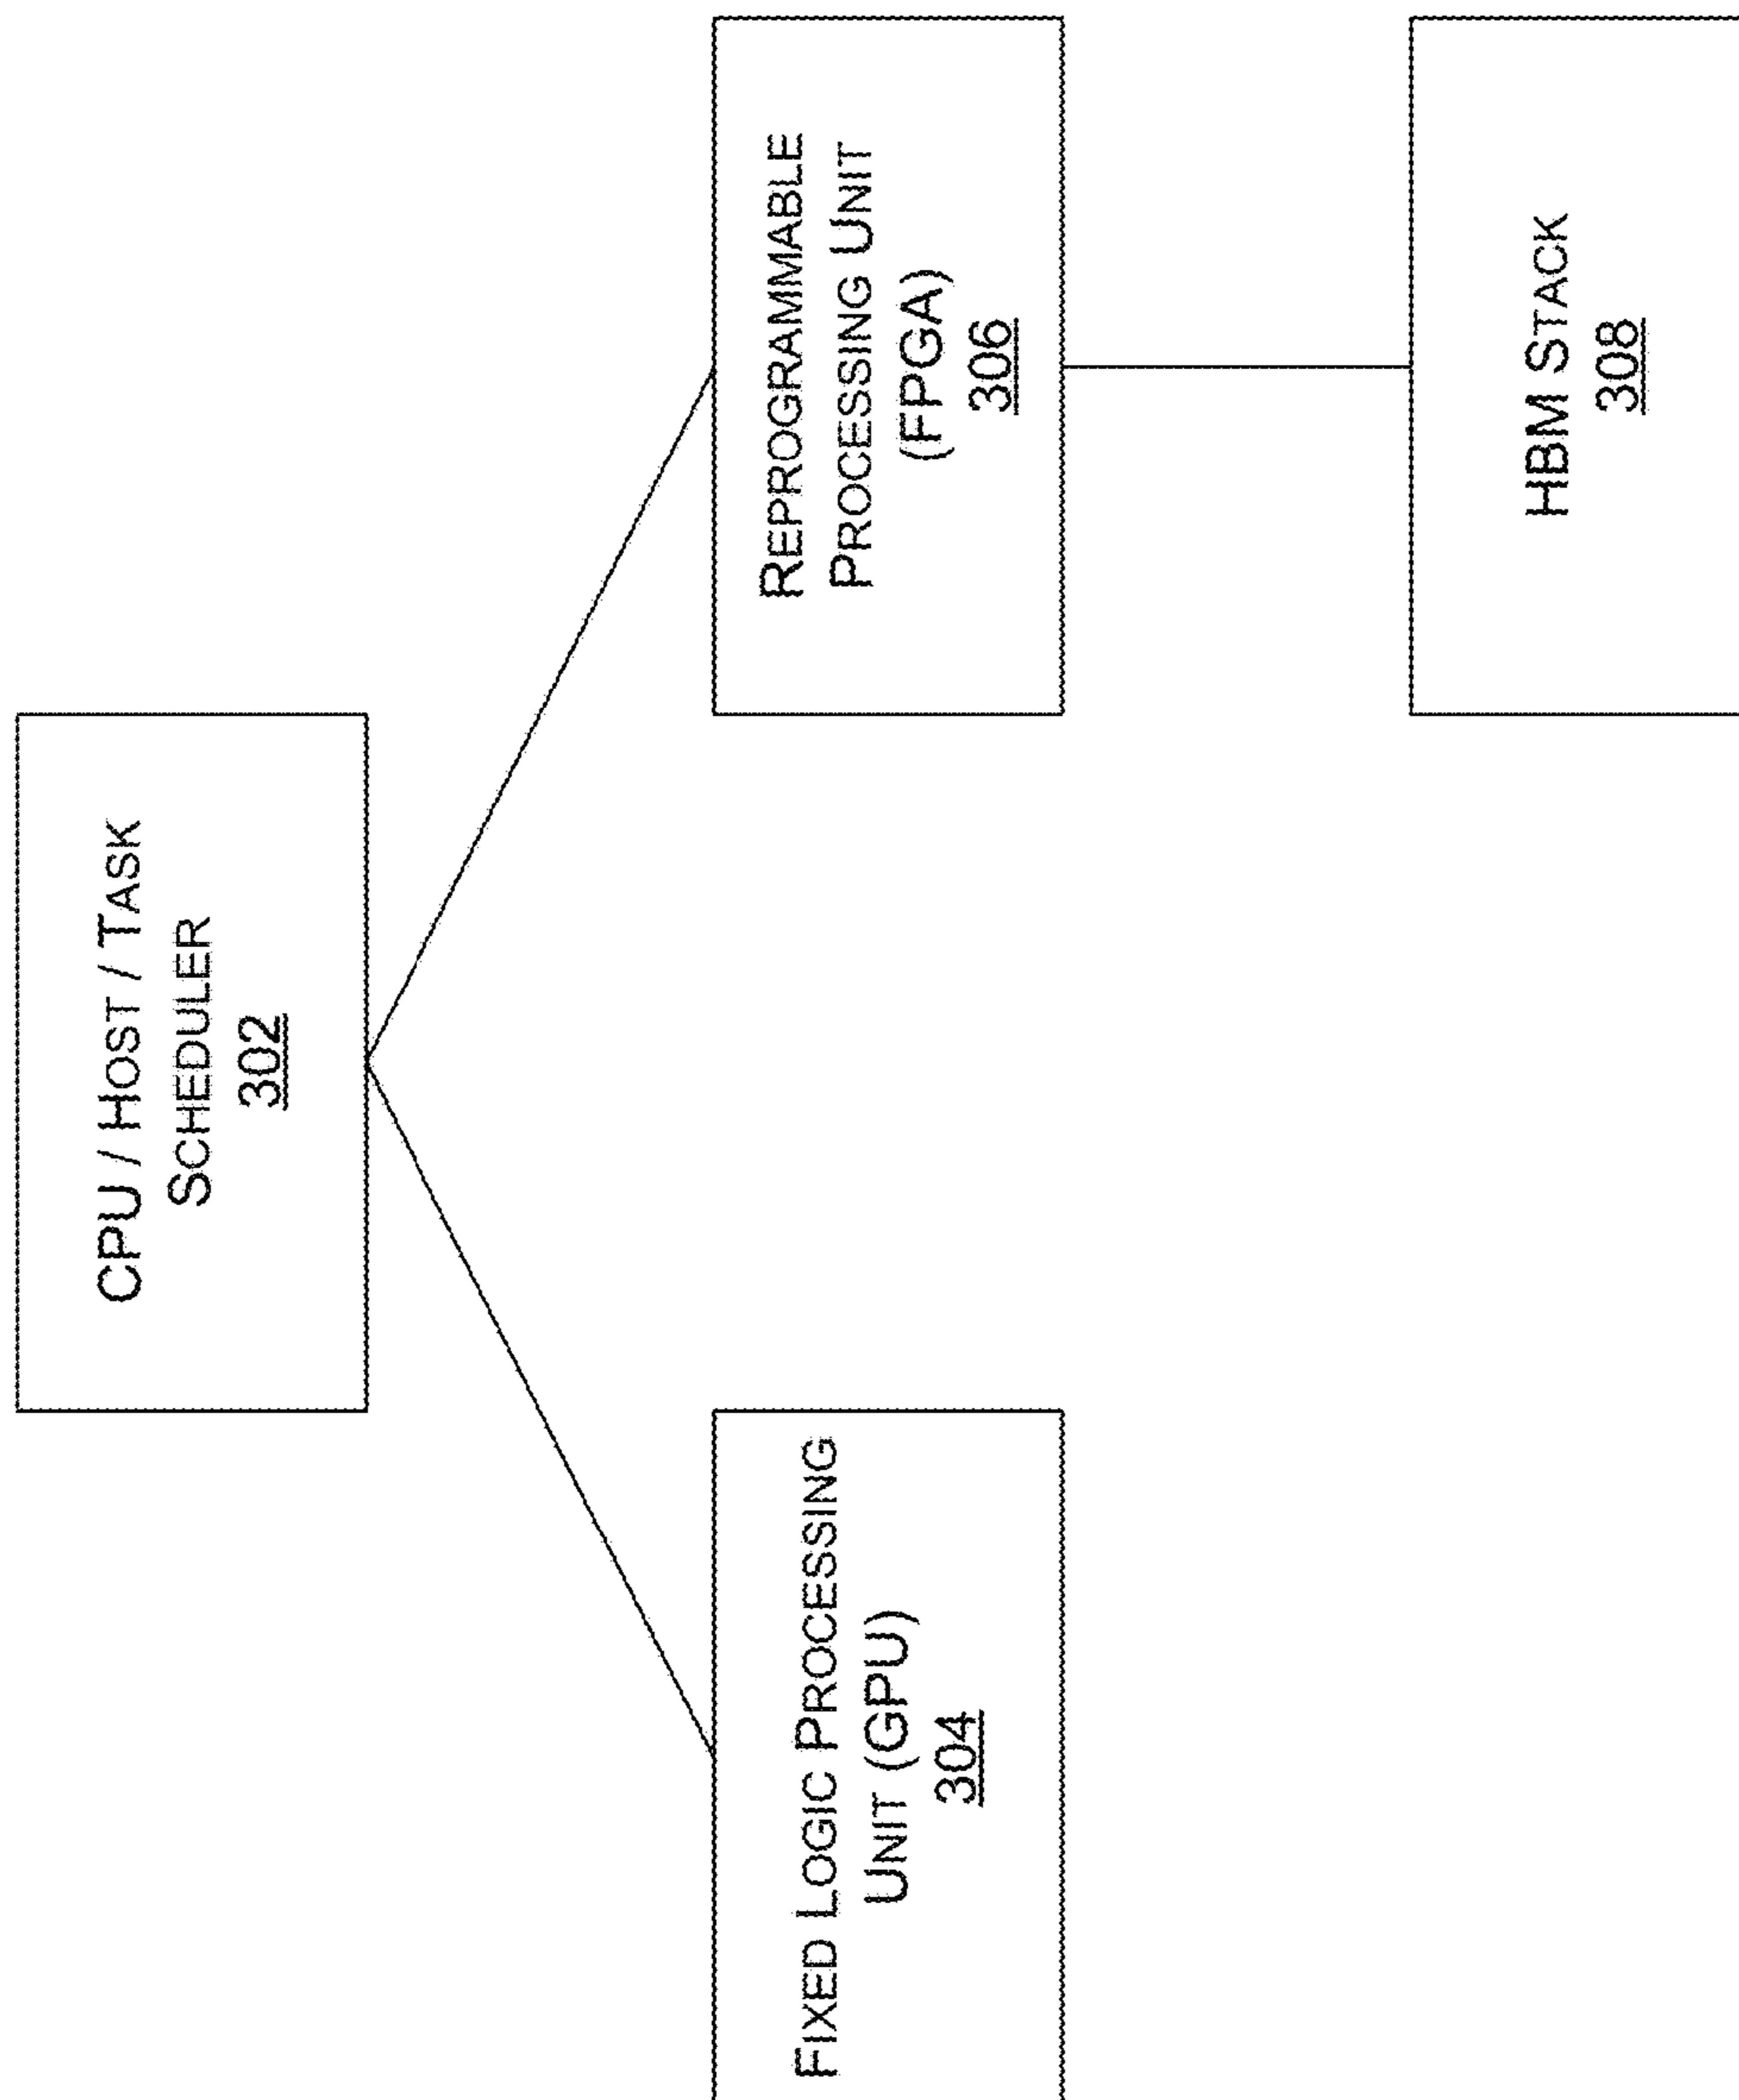 CPU / HOST / TASK
SCHEDULER
302
FIXED LOGIC PROCESSING
UNIT (GPU)
304
REPROGRAMMABLE
PROCESSING UNIT
(FPGA)
306
HBM STACK
308